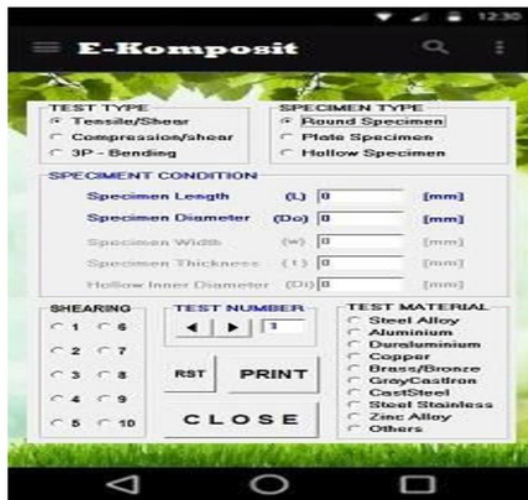 12:30
E-Komposit
TEST TYPE
Tensile/Shear
Compression/shear
3P - Bending
SPECIMEN TYPE
Round Specimen
Plate Specimen
Hollow Specimen
SPECIMENT CONDITION
Specimen Length (L) 0 [mm]
Specimen Diameter (Do) 0 [mm]
Specimen Width (w) 0 [mm]
Specimen Thickness (t) 0 [mm]
Hollow Inner Diameter (Di) 0 [mm]
SHEARING
1 6
2 7
3 8
4 9
5 10
TEST NUMBER
1
RST PRINT
CLOSE
TEST MATERIAL
Steel Alloy
Aluminium
Duraluminium
Copper
Brass/Bronze
GrayCastIron
CastSteel
Steel Stainless
Zinc Alloy
Others